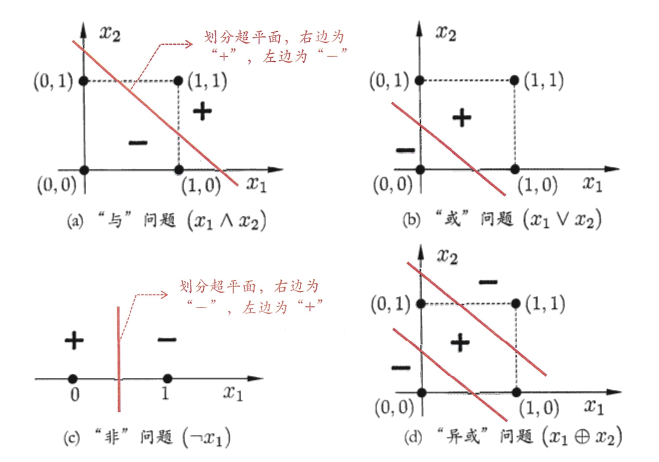 x₂
划分超平面，右边为
“+”，左边为“−”
(0,1)
(1,1)
+
−
(0,0)
(1,0)
x₁
(a) “与” 问题 (x₁ ∧ x₂)
x₂
(0,1)
(1,1)
+
−
(0,0)
(1,0)
x₁
(b) “或” 问题 (x₁ ∨ x₂)
划分超平面，右边为
“−”，左边为“+”
+
−
0
1
x₁
(c) “非” 问题 (¬x₁)
x₂
−
(0,1)
(1,1)
+
−
(0,0)
(1,0)
x₁
(d) “异或” 问题 (x₁ ⊕ x₂)